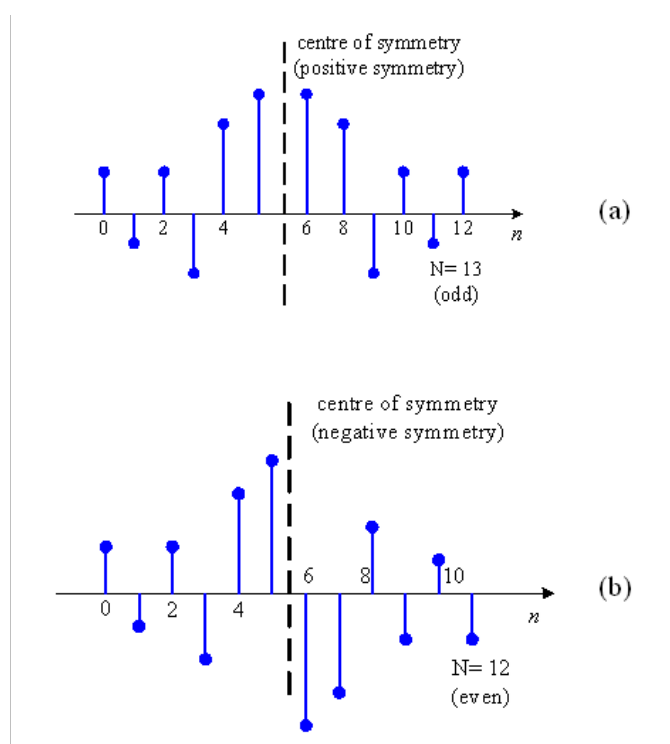 centre of symmetry
(positive symmetry)
0 2 4 6 8 10 12
n
(a)
N= 13
(odd)
centre of symmetry
(negative symmetry)
6 8 10
0 2 4
n
(b)
N= 12
(even)